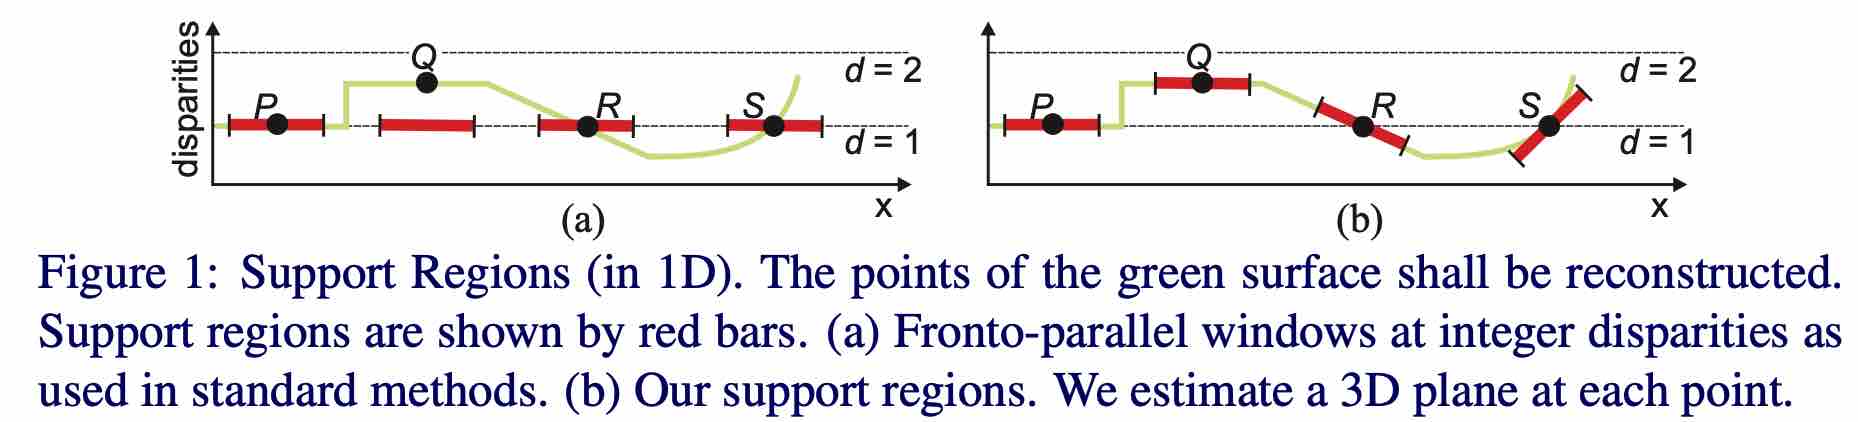 disparities
P
Q
R
S
d = 2
d = 1
x
(a)
P
Q
R
S
d = 2
d = 1
x
(b)
Figure 1: Support Regions (in 1D). The points of the green surface shall be reconstructed.
Support regions are shown by red bars. (a) Fronto-parallel windows at integer disparities as
used in standard methods. (b) Our support regions. We estimate a 3D plane at each point.